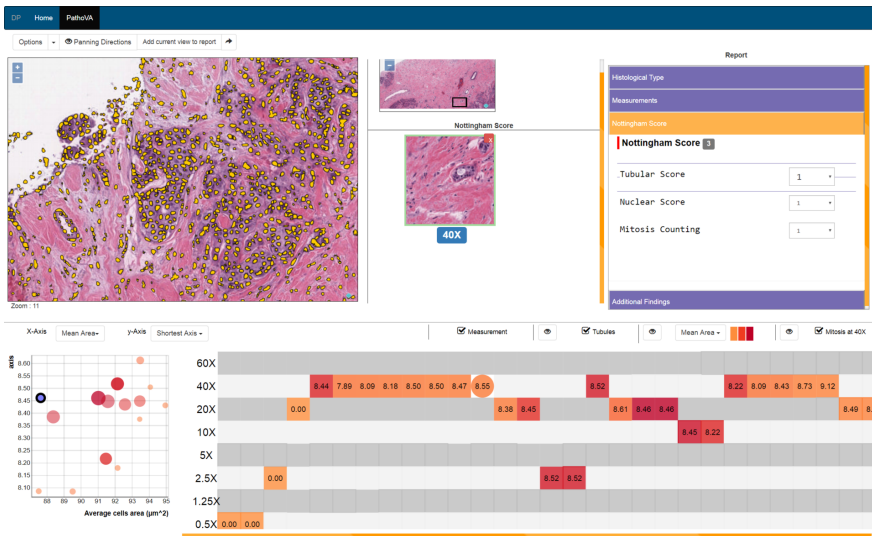 DP Home PathoVA
Options Panning Directions Add current view to report
Report
Histological Type
Measurements
Nottingham Score
Nottingham Score
Nottingham Score 3
x
Tubular Score 1
Nuclear Score 1
40X
Mitosis Counting 1
Additional Findings
Zoom : 11
X-Axis Mean Area y-Axis Shortest Axis Measurement Tubules Mean Area Mitosis at 40X
axis
8.60
8.55
8.50
8.45
8.40
8.35
8.30
8.25
8.20
8.15
8.10
88 89 90 91 92 93 94 95
Average cells area (µm^2)
60X
40X 8.44 7.89 8.09 8.18 8.50 8.50 8.47 8.55 8.52 8.22 8.09 8.43 8.73 9.12
20X 0.00 8.38 8.45 8.61 8.46 8.46 8.49 8.
10X 8.45 8.22
5X
2.5X 0.00 8.52 8.52
1.25X
0.5X 0.00 0.00